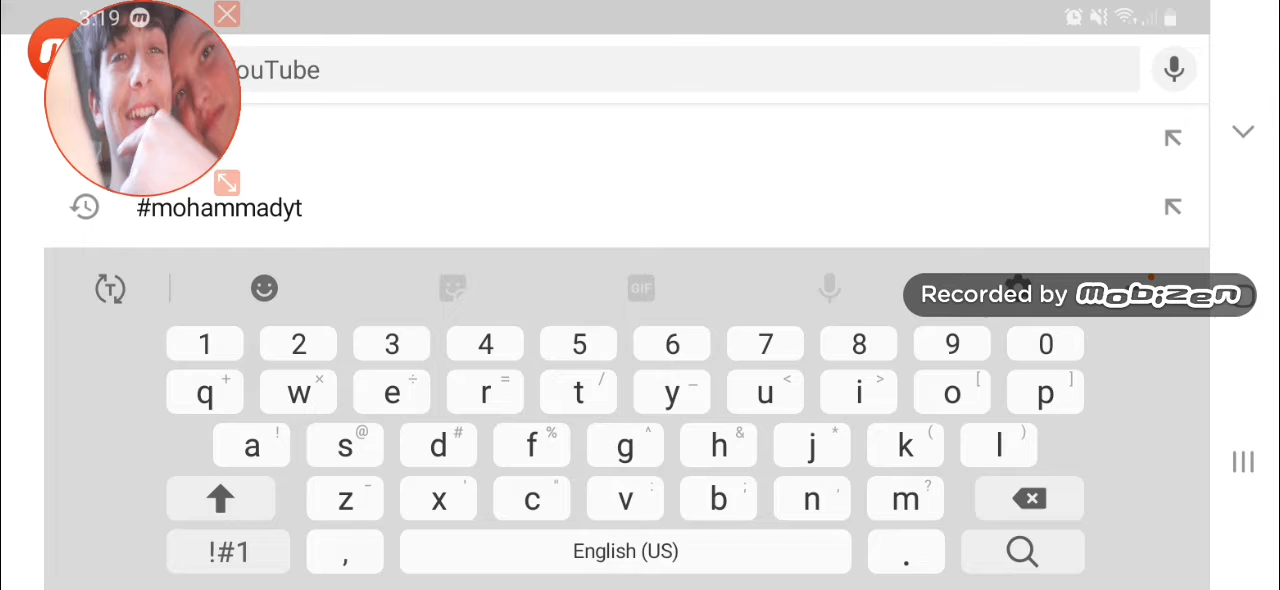 3:19
ouTube
#mohammadyt
GIF
Recorded by mobizen
1 2 3 4 5 6 7 8 9 0
q + w × e ÷ r = t / y _ u < i > o [ p ]
a ! s @ d # f % g ^ h & j * k ( l )
z - x ' c " v : b ; n , m ?
!#1 , English (US) .